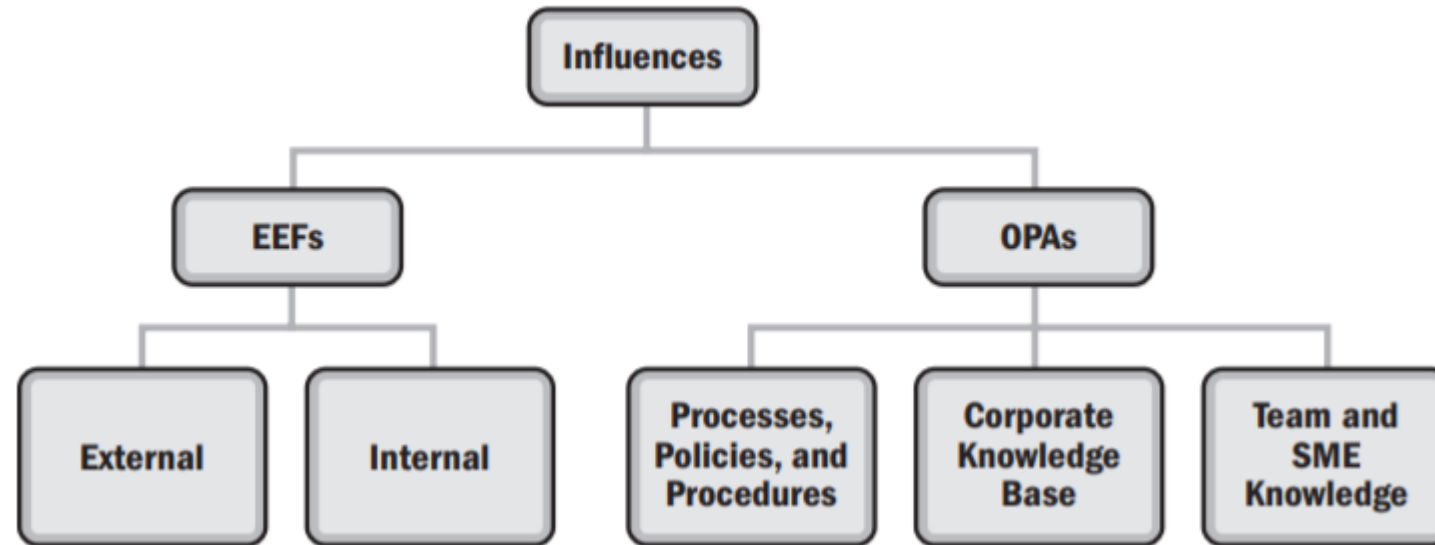 Influences
EEFs
OPAs
External
Internal
Processes,
Policies, and
Procedures
Corporate
Knowledge
Base
Team and
SME
Knowledge